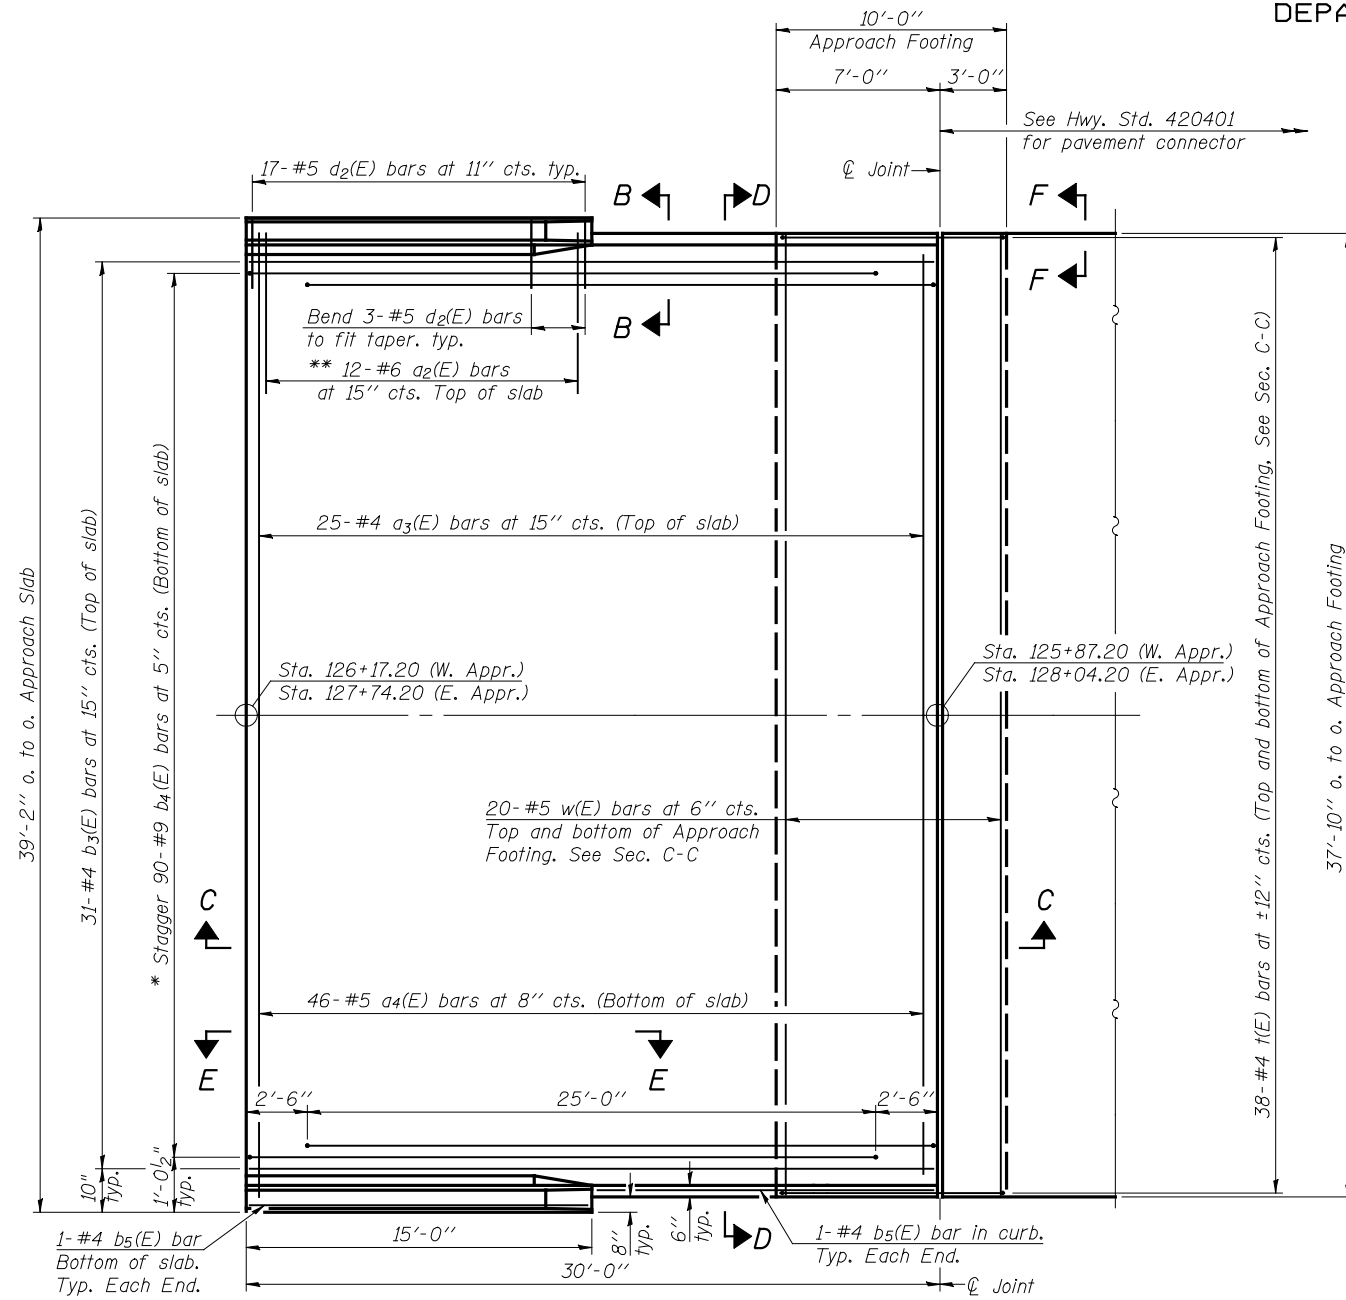 DEPA
10'-0"
Approach Footing
7'-0"
3'-0"
See Hwy. Std. 420401
for pavement connector
℄ Joint
17-#5 d2(E) bars at 11" cts. typ.
B
D
F
F
B
Bend 3-#5 d2(E) bars
to fit taper. typ.
** 12-#6 a2(E) bars
at 15" cts. Top of slab
39'-2" o. to o. Approach Slab
31-#4 b3(E) bars at 15" cts. (Top of slab)
* Stagger 90-#9 b4(E) bars at 5" cts. (Bottom of slab)
25-#4 a3(E) bars at 15" cts. (Top of slab)
38-#4 t(E) bars at ±12" cts. (Top and bottom of Approach Footing, See Sec. C-C)
37'-10" o. to o. Approach Footing
Sta. 126+17.20 (W. Appr.)
Sta. 127+74.20 (E. Appr.)
Sta. 125+87.20 (W. Appr.)
Sta. 128+04.20 (E. Appr.)
20-#5 w(E) bars at 6" cts.
Top and bottom of Approach
Footing. See Sec. C-C
C
C
46-#5 a4(E) bars at 8" cts. (Bottom of slab)
E
E
2'-6"
25'-0"
2'-6"
10"
typ.
1'-0½"
typ.
1-#4 b5(E) bar
Bottom of slab.
Typ. Each End.
15'-0"
8"
typ.
6"
typ.
D
1-#4 b5(E) bar in curb.
Typ. Each End.
30'-0"
℄ Joint